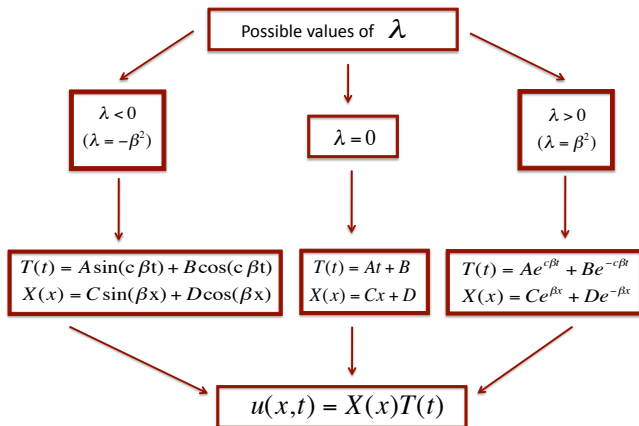 Possible values of λ
λ < 0
(λ = −β²)
λ = 0
λ > 0
(λ = β²)
T(t) = A sin(c βt) + B cos(c βt)
X(x) = C sin(βx) + D cos(βx)
T(t) = At + B
X(x) = Cx + D
T(t) = Ae^{cβt} + Be^{−cβt}
X(x) = Ce^{βx} + De^{−βx}
u(x,t) = X(x)T(t)